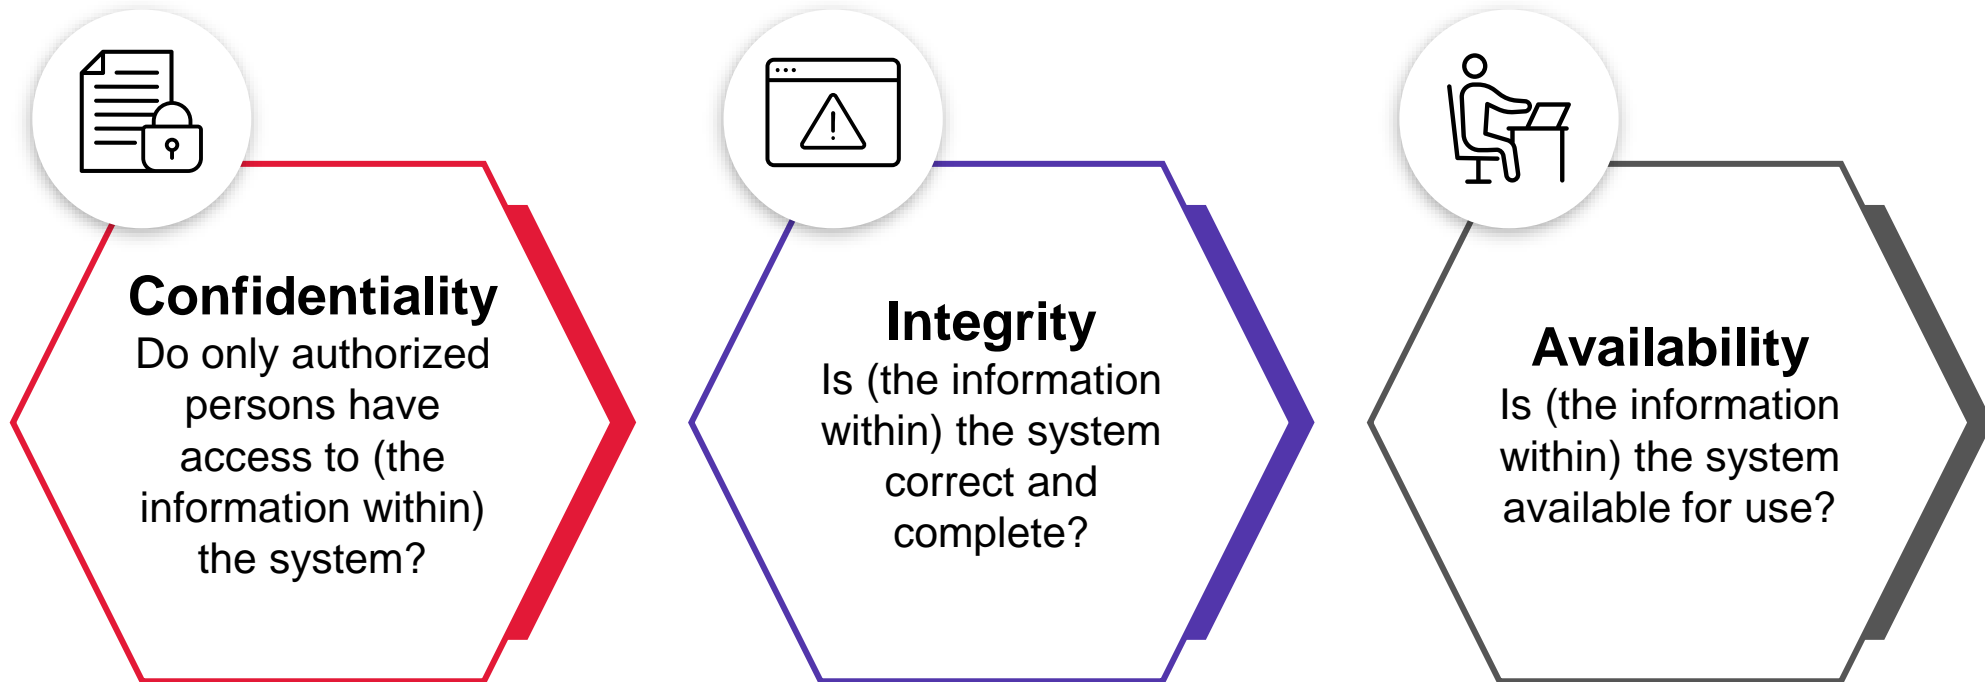 Confidentiality
Do only authorized
persons have
access to (the
information within)
the system?
Integrity
Is (the information
within) the system
correct and
complete?
Availability
Is (the information
within) the system
available for use?